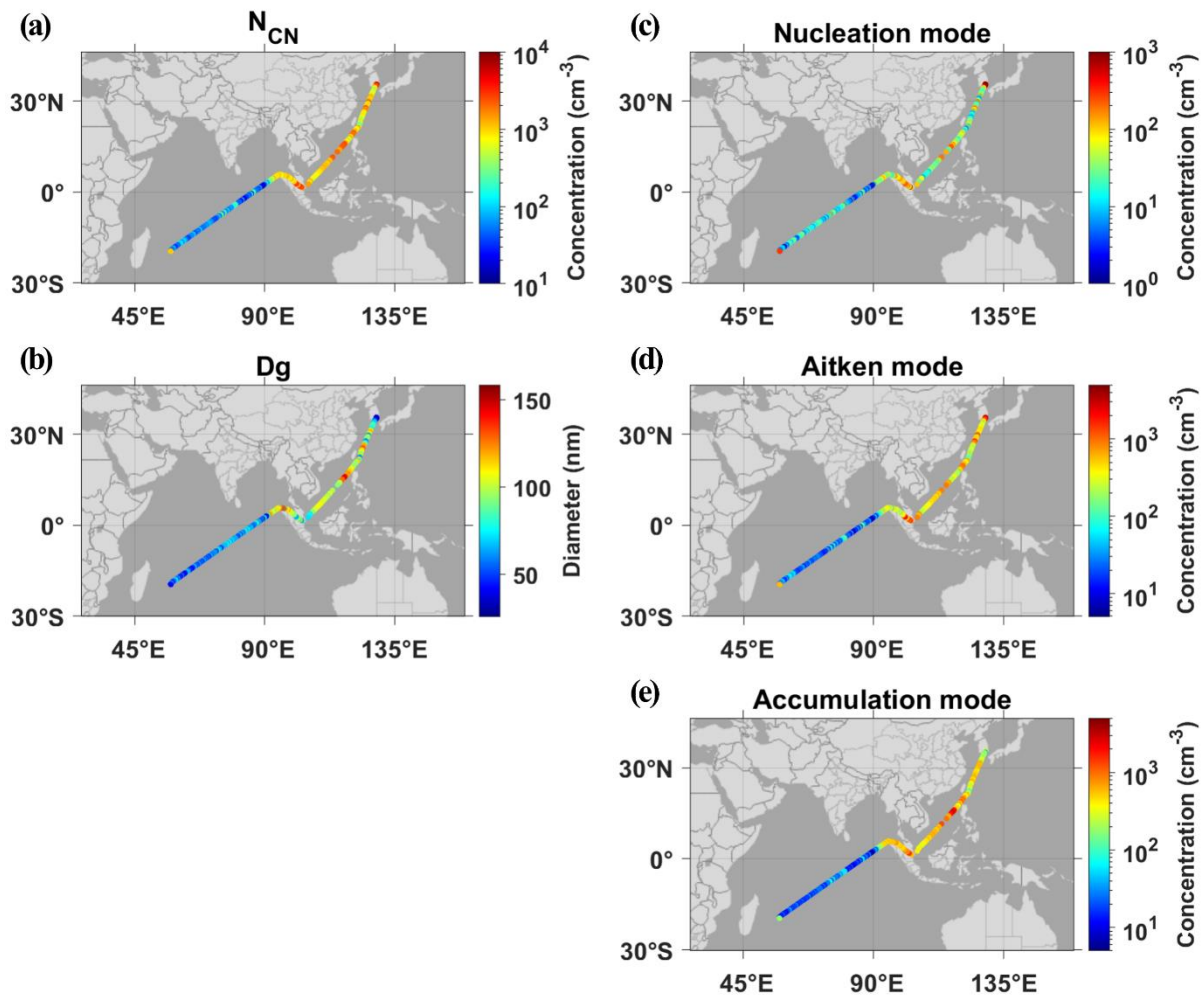 (a)
N_CN
30°N
0°
30°S
45°E 90°E 135°E
10^4
10^3
10^2
10^1
Concentration (cm^-3)
(b)
Dg
30°N
0°
30°S
45°E 90°E 135°E
150
100
50
Diameter (nm)
(c)
Nucleation mode
30°N
0°
30°S
45°E 90°E 135°E
10^3
10^2
10^1
10^0
Concentration (cm^-3)
(d)
Aitken mode
30°N
0°
30°S
45°E 90°E 135°E
10^3
10^2
10^1
Concentration (cm^-3)
(e)
Accumulation mode
30°N
0°
30°S
45°E 90°E 135°E
10^3
10^2
10^1
Concentration (cm^-3)